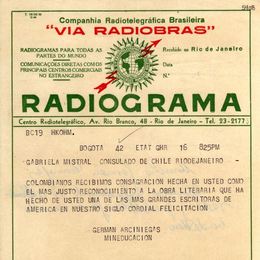 Companhia Radiotelegráfica Brasileira
"VIA RADIOBRAS"
RADIOGRAMAS PARA TODAS AS PARTES DO MUNDO
COMUNICAÇÕES DIRETAS COM OS PRINCIPAIS CENTROS COMERCIAIS NO ESTRANGEIRO
Recebido no Rio de Janeiro
Dia
N.º
RADIOGRAMA
Centro Radiotelegráfico, Av. Rio Branco, 48 - Rio de Janeiro - Tel. 23-2177
BC19 HKOHM.
BOGOTA 42 ETAT GHR 16 825PM
GABRIELA MISTRAL CONSULADO DE CHILE RIODEJANEIRO
COLOMBIANOS RECIBIMOS CONSAGRACION HECHA EN USTED COMO
EL MAS JUSTO RECONOCIMIENTO A LA OBRA LITERARIA QUE HA
HECHO DE USTED UNA DE LAS MAS GRANDES ESCRITORAS DE
AMERICA EN NUESTRO SIGLO CORDIAL FELICITACION
GERMAN ARCINIEGAS
MINEDUCACION